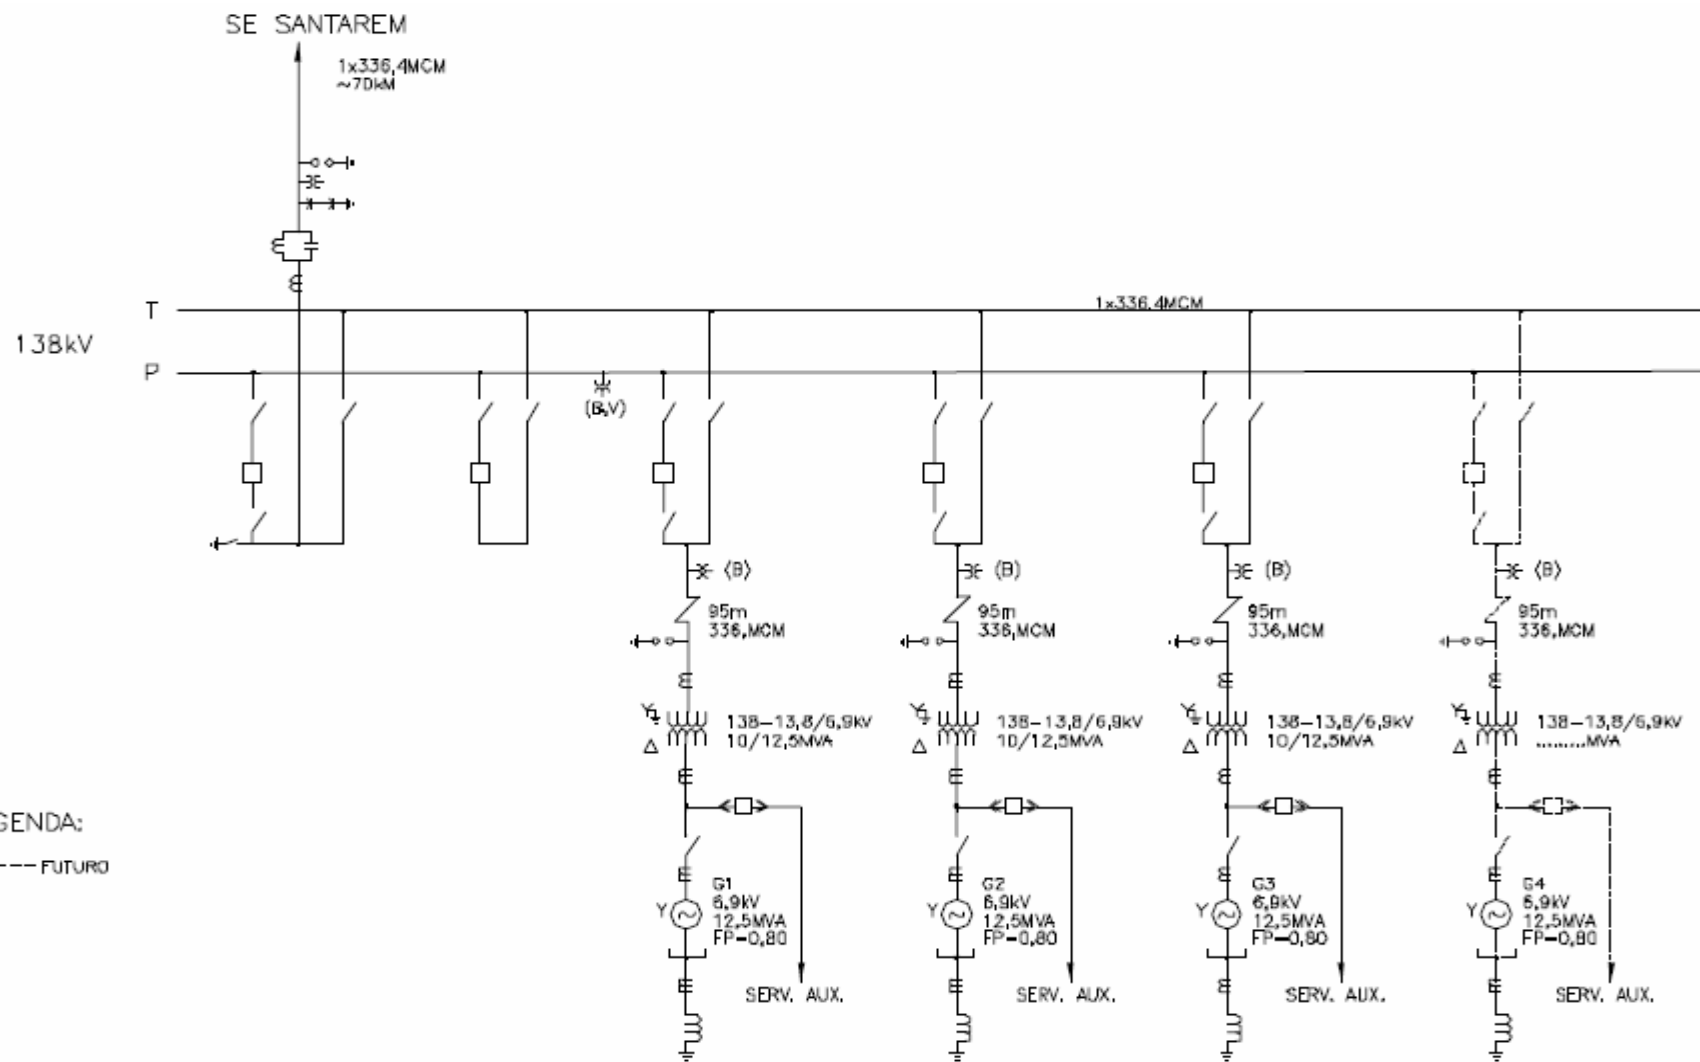 SE SANTAREM
1x336,4MCM
~70kM
T
1x336.4MCM
138kV
P
(B,V)
(B)
(B)
(B)
(B)
95m
336,MCM
95m
336,MCM
95m
336,MCM
95m
336,MCM
Y
138-13,8/6,9kV
Δ
10/12,5MVA
Y
138-13,8/6,9kV
Δ
10/12,5MVA
Y
138-13,8/6,9kV
Δ
10/12,5MVA
Y
138-13,8/6,9kV
Δ
.........MVA
GENDA:
--- FUTURO
G1
6,9kV
Y
12,5MVA
FP-0,80
G2
6,9kV
Y
12,5MVA
FP-0,80
G3
6,9kV
Y
12,5MVA
FP-0,80
G4
6,9kV
Y
12,5MVA
FP-0,80
SERV. AUX.
SERV. AUX.
SERV. AUX.
SERV. AUX.